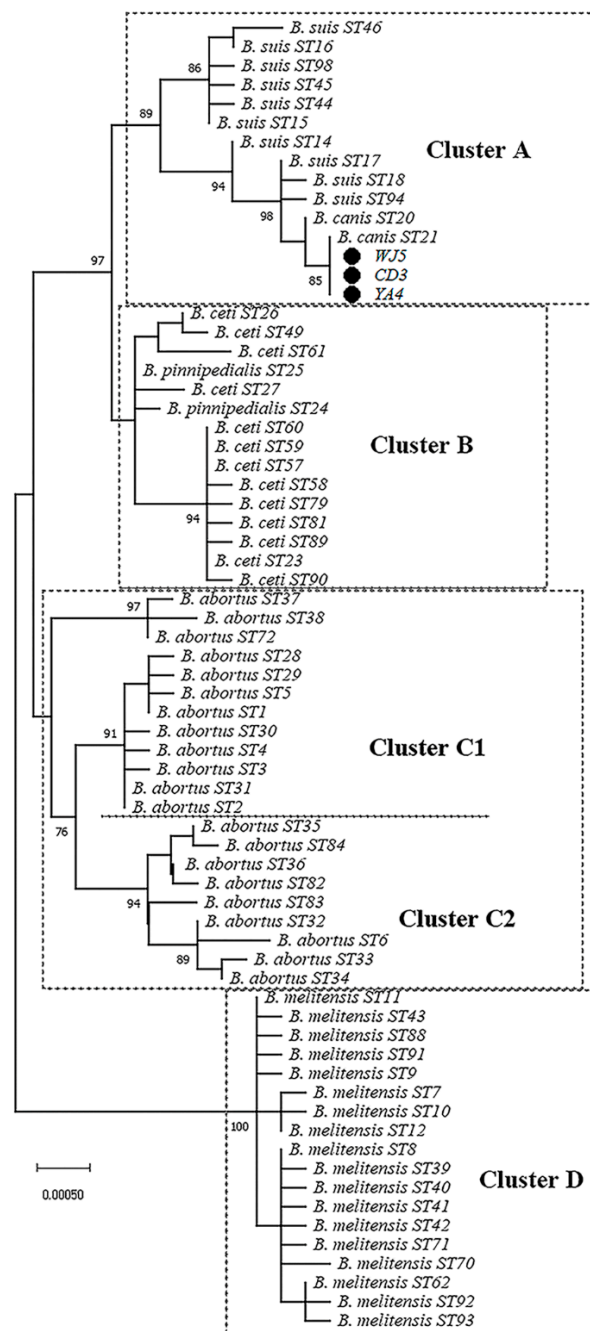 B. suis ST46
B. suis ST16
86
B. suis ST98
B. suis ST45
B. suis ST44
89
B. suis ST15
B. suis ST14
Cluster A
B. suis ST17
94
B. suis ST18
B. suis ST94
98
B. canis ST20
B. canis ST21
WJ5
97
85
CD3
YA4
B. ceti ST26
B. ceti ST49
B. ceti ST61
B. pinnipedialis ST25
B. ceti ST27
B. pinnipedialis ST24
B. ceti ST60
Cluster B
B. ceti ST59
B. ceti ST57
B. ceti ST58
B. ceti ST79
94
B. ceti ST81
B. ceti ST89
B. ceti ST23
B. ceti ST90
97
B. abortus ST37
B. abortus ST38
B. abortus ST72
B. abortus ST28
B. abortus ST29
B. abortus ST5
B. abortus ST1
91
B. abortus ST30
Cluster C1
B. abortus ST4
B. abortus ST3
B. abortus ST31
B. abortus ST2
76
B. abortus ST35
B. abortus ST84
B. abortus ST36
B. abortus ST82
94
B. abortus ST83
B. abortus ST32
Cluster C2
B. abortus ST6
89
B. abortus ST33
B. abortus ST34
B. melitensis ST11
B. melitensis ST43
B. melitensis ST88
B. melitensis ST91
B. melitensis ST9
B. melitensis ST7
B. melitensis ST10
100
B. melitensis ST12
B. melitensis ST8
B. melitensis ST39
Cluster D
B. melitensis ST40
0.00050
B. melitensis ST41
B. melitensis ST42
B. melitensis ST71
B. melitensis ST70
B. melitensis ST62
B. melitensis ST92
B. melitensis ST93